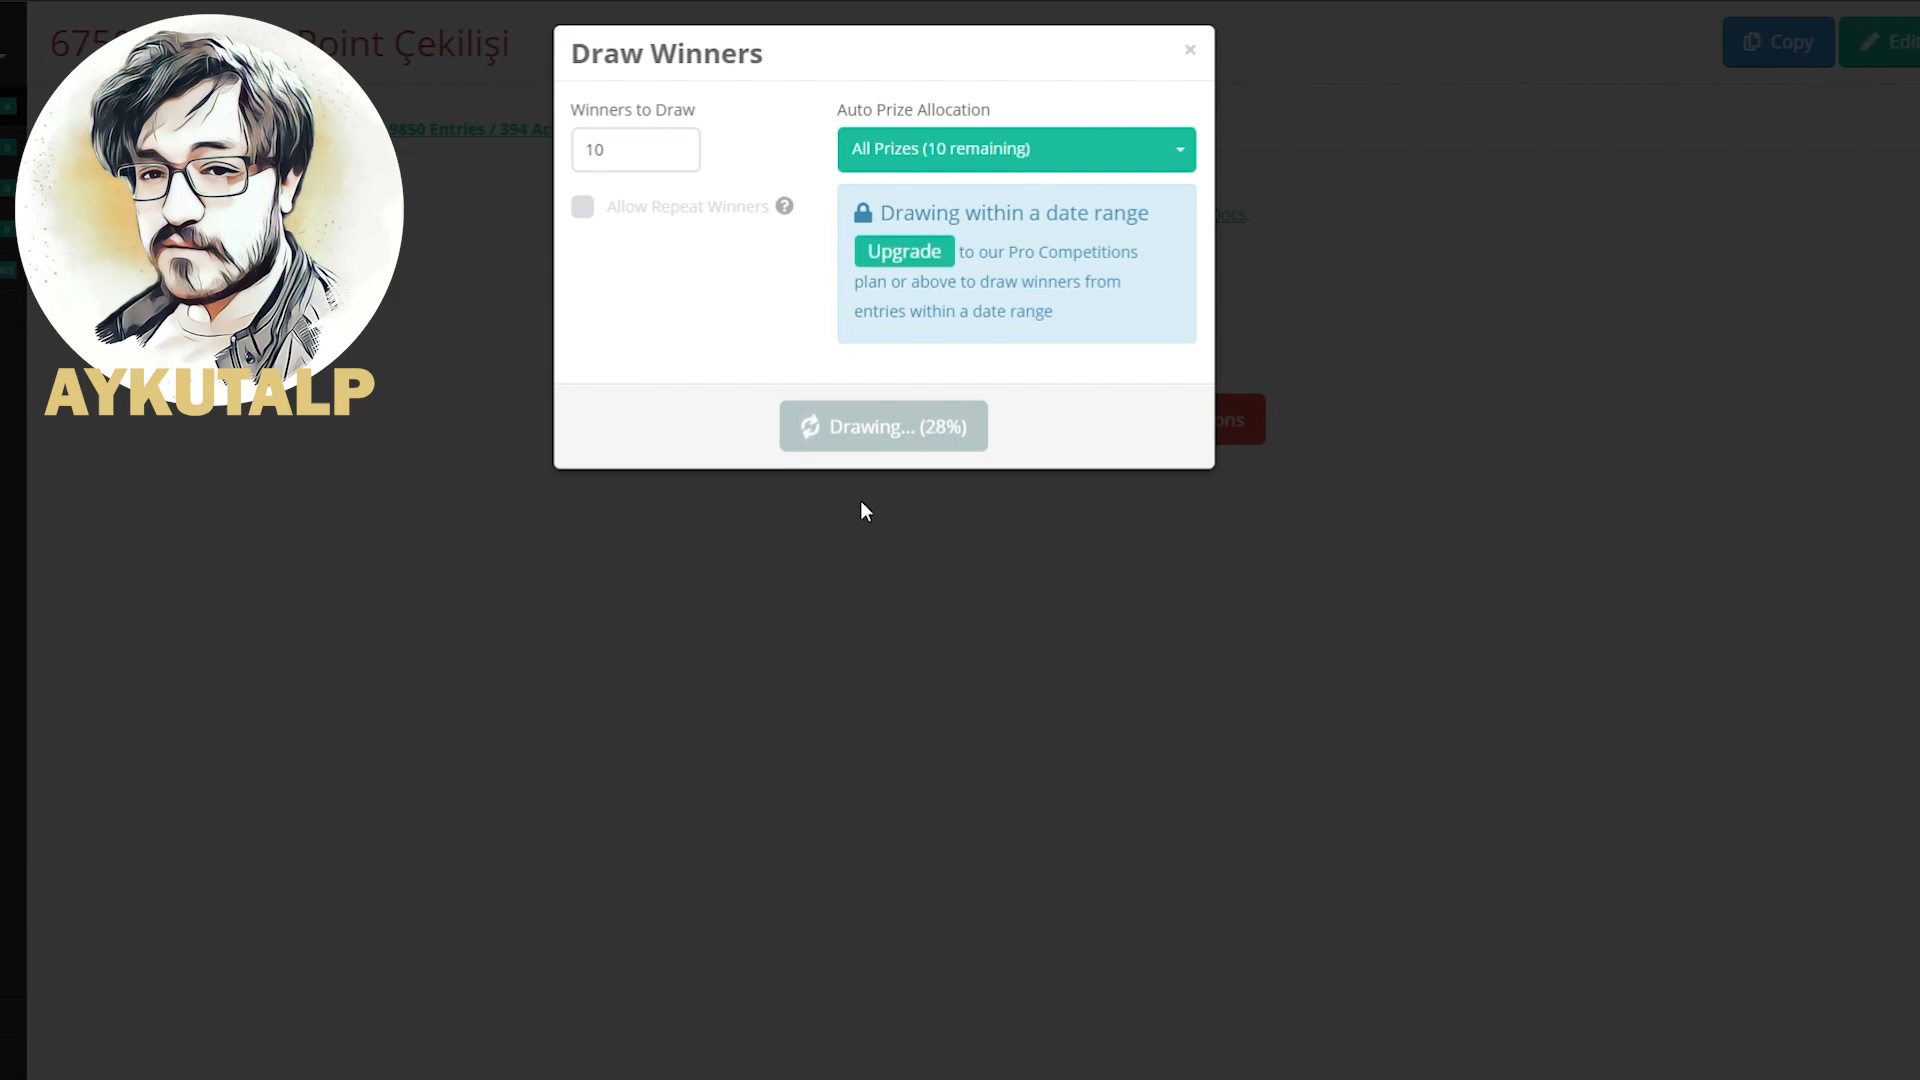 Point Çekilişi
Copy
Edit
9850 Entries / 394
Draw Winners
×
Winners to Draw
10
Allow Repeat Winners
Auto Prize Allocation
All Prizes (10 remaining)
Drawing within a date range
Upgrade to our Pro Competitions
plan or above to draw winners from
entries within a date range
Drawing... (28%)
AYKUTALP